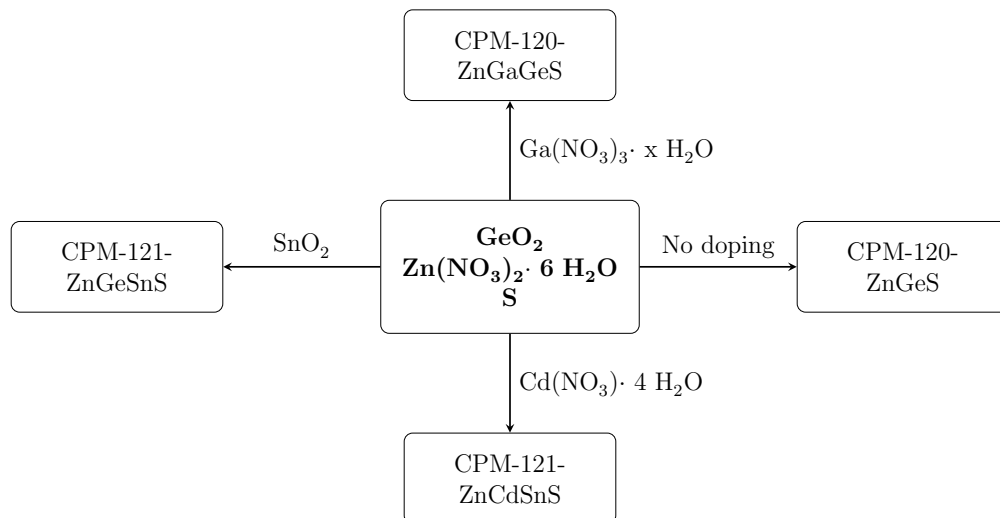 CPM-120-
ZnGaGeS
Ga(NO₃)₃· x H₂O
CPM-121-
ZnGeSnS
SnO₂
GeO₂
Zn(NO₃)₂· 6 H₂O
S
No doping
CPM-120-
ZnGeS
Cd(NO₃)· 4 H₂O
CPM-121-
ZnCdSnS